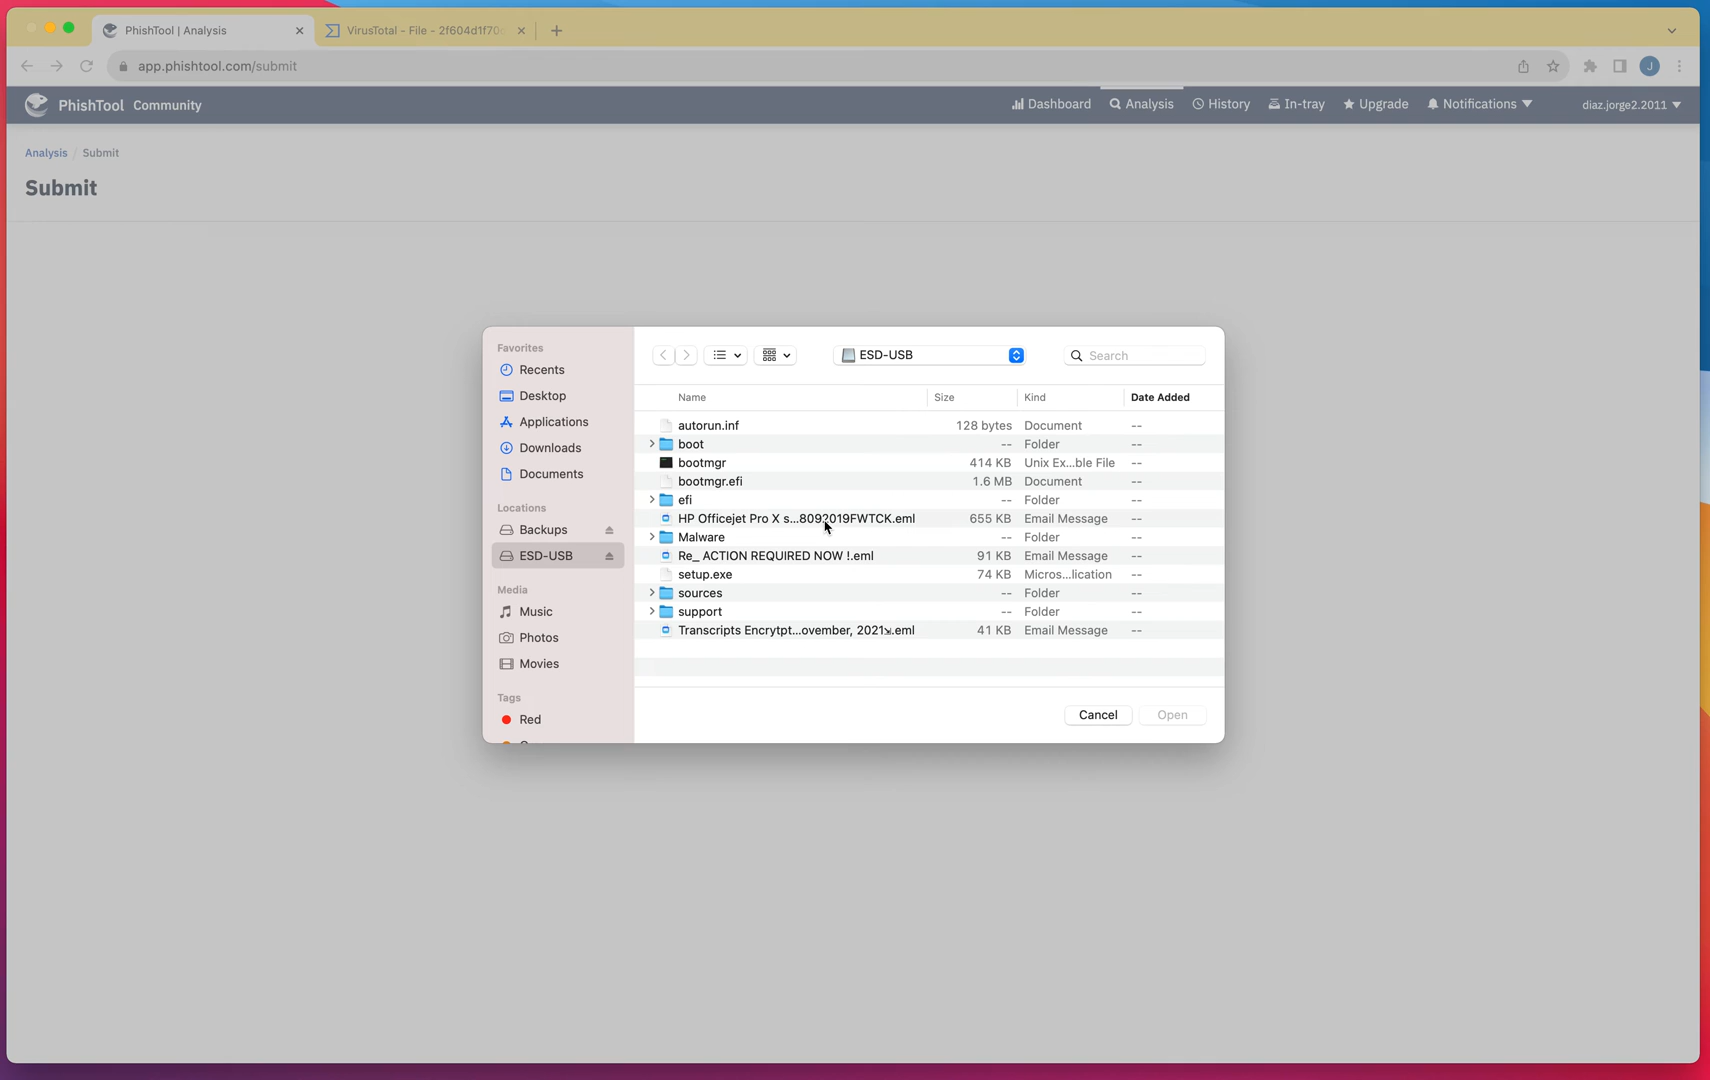 PhishTool | Analysis
VirusTotal - File - 2f604d1f70
app.phishtool.com/submit
J
PhishTool Community
Dashboard
Analysis
History
In-tray
Upgrade
Notifications
diaz.jorge2.2011
Analysis / Submit
Submit
Favorites
Recents
Desktop
Applications
Downloads
Documents
Locations
Backups
ESD-USB
Media
Music
Photos
Movies
Tags
Red
ESD-USB
Search
Name Size Kind Date Added
autorun.inf 128 bytes Document --
boot -- Folder --
bootmgr 414 KB Unix Ex...ble File --
bootmgr.efi 1.6 MB Document --
efi -- Folder --
HP Officejet Pro X s...8092019FWTCK.eml 655 KB Email Message --
Malware -- Folder --
Re_ ACTION REQUIRED NOW !.eml 91 KB Email Message --
setup.exe 74 KB Micros...lication --
sources -- Folder --
support -- Folder --
Transcripts Encrytpt...ovember, 2021⇲.eml 41 KB Email Message --
Cancel
Open